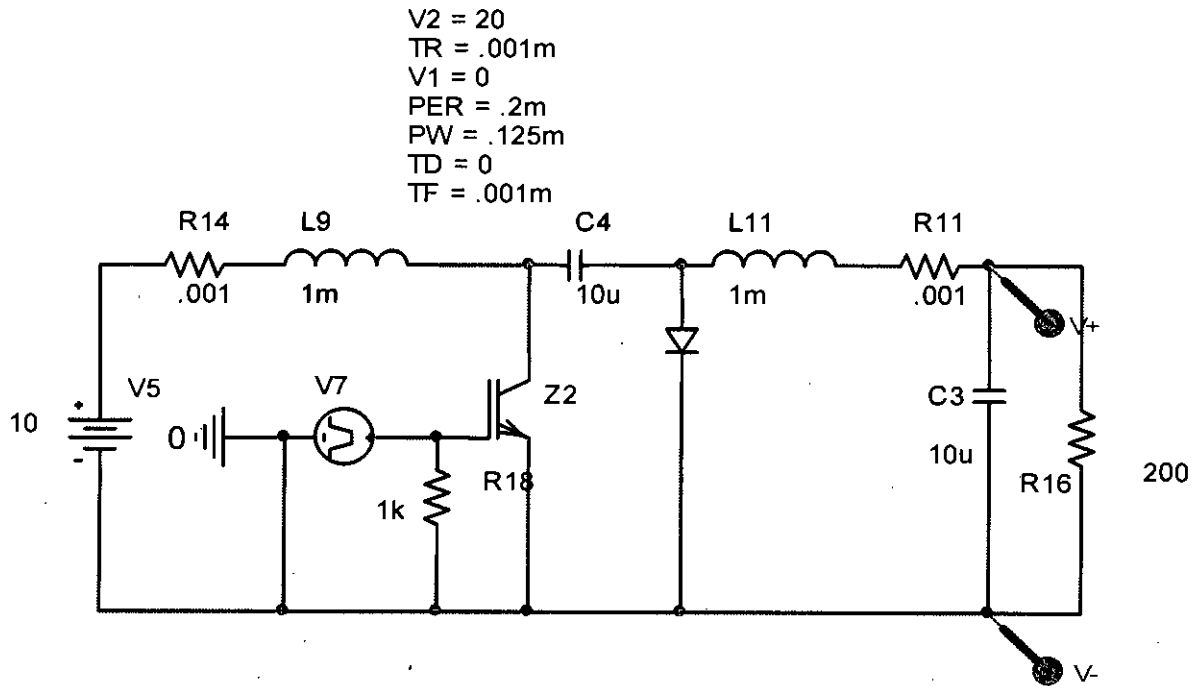 V2 = 20
TR = .001m
V1 = 0
PER = .2m
PW = .125m
TD = 0
TF = .001m
R14
L9
C4
L11
R11
.001
1m
10u
1m
.001
V+
V5
V7
Z2
C3
10
+
-
0
R18
10u
R16
200
1k
V-